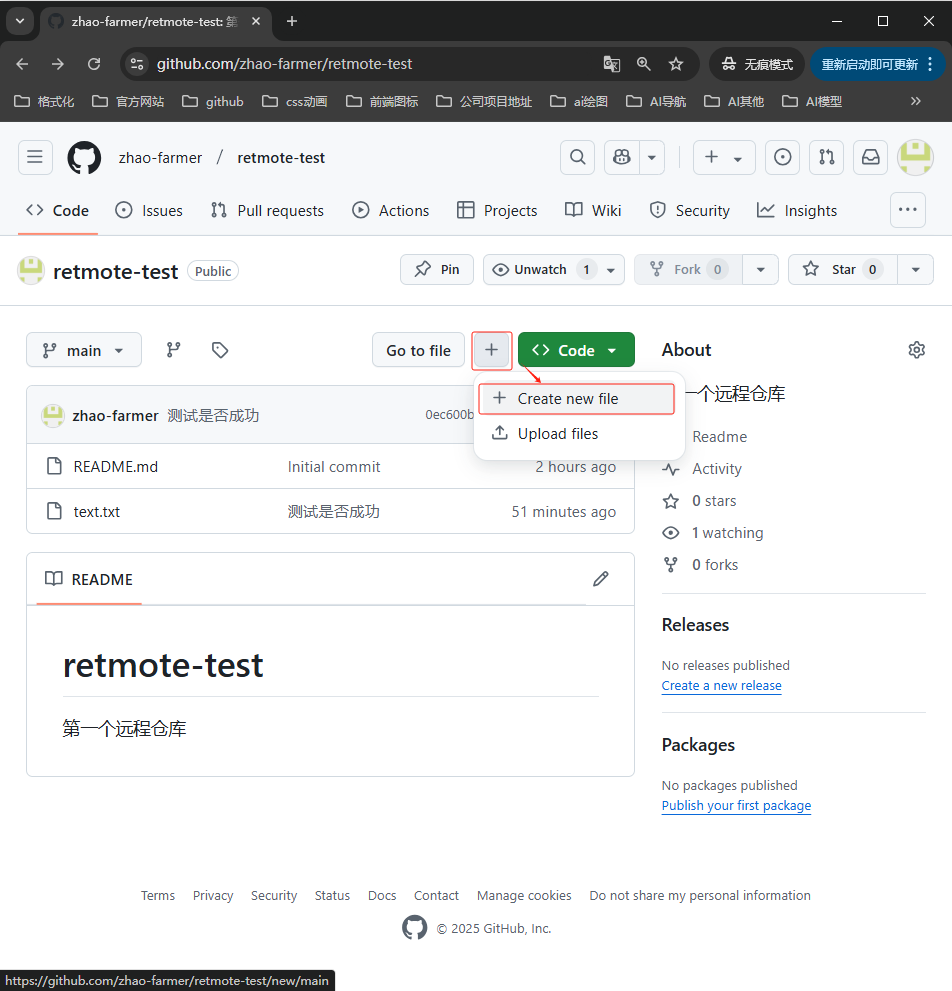 zhao-farmer/retmote-test: 第
github.com/zhao-farmer/retmote-test
无痕模式
重新启动即可更新
格式化
官方网站
github
css动画
前端图标
公司项目地址
ai绘图
AI导航
AI其他
AI模型
zhao-farmer / retmote-test
Code
Issues
Pull requests
Actions
Projects
Wiki
Security
Insights
retmote-test
Public
Pin
Unwatch 1
Fork 0
Star 0
main
Go to file
Code
Create new file
Upload files
zhao-farmer 测试是否成功 0ec600b
README.md Initial commit 2 hours ago
text.txt 测试是否成功 51 minutes ago
README
retmote-test
第一个远程仓库
About
一个远程仓库
Readme
Activity
0 stars
1 watching
0 forks
Releases
No releases published
Create a new release
Packages
No packages published
Publish your first package
Terms Privacy Security Status Docs Contact Manage cookies Do not share my personal information
© 2025 GitHub, Inc.
https://github.com/zhao-farmer/retmote-test/new/main